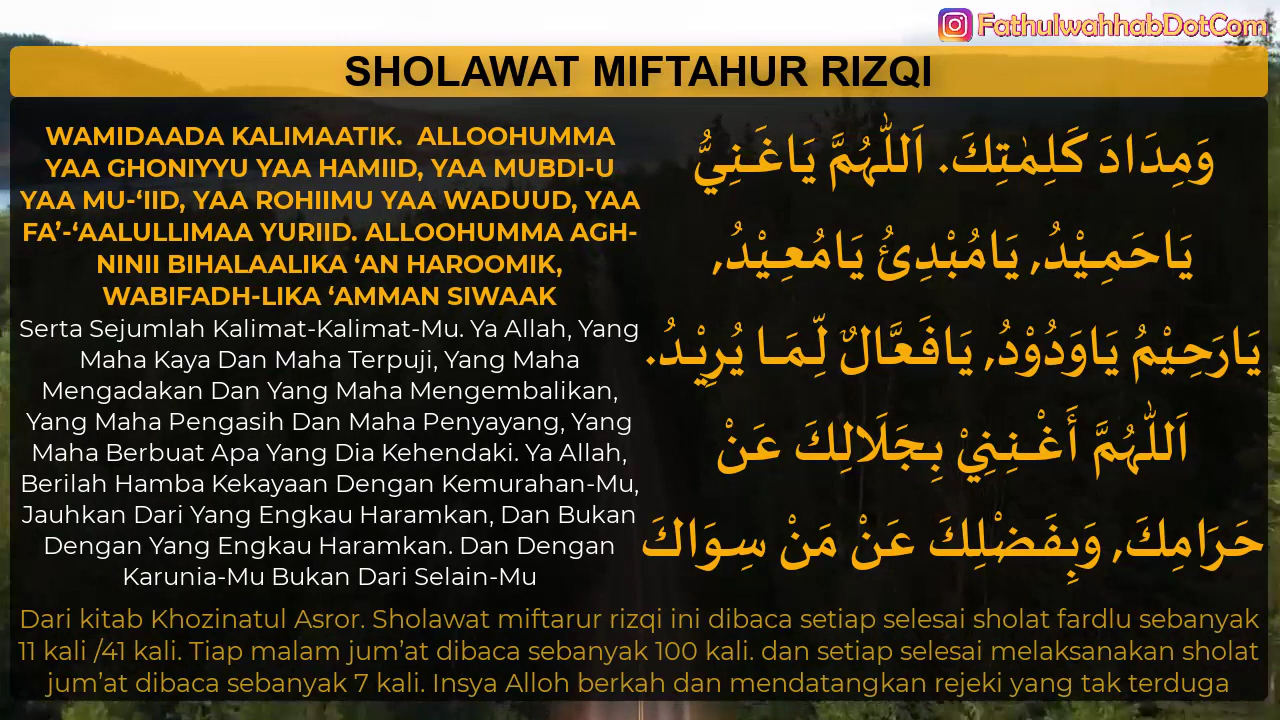 FathulwahhabDotCom
SHOLAWAT MIFTAHUR RIZQI
WAMIDAADA KALIMAATIK. ALLOOHUMMA
YAA GHONIYYU YAA HAMIID, YAA MUBDI-U
YAA MU-‘IID, YAA ROHIIMU YAA WADUUD, YAA
FA’-‘AALULLIMAA YURIID. ALLOOHUMMA AGH-
NINII BIHALAALIKA ‘AN HAROOMIK,
WABIFADH-LIKA ‘AMMAN SIWAAK
Serta Sejumlah Kalimat-Kalimat-Mu. Ya Allah, Yang
Maha Kaya Dan Maha Terpuji, Yang Maha
Mengadakan Dan Yang Maha Mengembalikan,
Yang Maha Pengasih Dan Maha Penyayang, Yang
Maha Berbuat Apa Yang Dia Kehendaki. Ya Allah,
Berilah Hamba Kekayaan Dengan Kemurahan-Mu,
Jauhkan Dari Yang Engkau Haramkan, Dan Bukan
Dengan Yang Engkau Haramkan. Dan Dengan
Karunia-Mu Bukan Dari Selain-Mu
وَمِدَادَ كَلِمٰتِكَ. اَللّٰهُمَّ يَاغَنِيُّ
يَاحَمِيْدُ, يَامُبْدِئُ يَامُعِيْدُ,
يَارَحِيْمُ يَاوَدُوْدُ, يَافَعَّالٌ لِّمَا يُرِيْدُ.
اَللّٰهُمَّ أَغْنِنِيْ بِجَلَالِكَ عَنْ
حَرَامِكَ, وَبِفَضْلِكَ عَنْ مَنْ سِوَاكَ
Dari kitab Khozinatul Asror. Sholawat miftarur rizqi ini dibaca setiap selesai sholat fardlu sebanyak
11 kali /41 kali. Tiap malam jum’at dibaca sebanyak 100 kali. dan setiap selesai melaksanakan sholat
jum’at dibaca sebanyak 7 kali. Insya Alloh berkah dan mendatangkan rejeki yang tak terduga